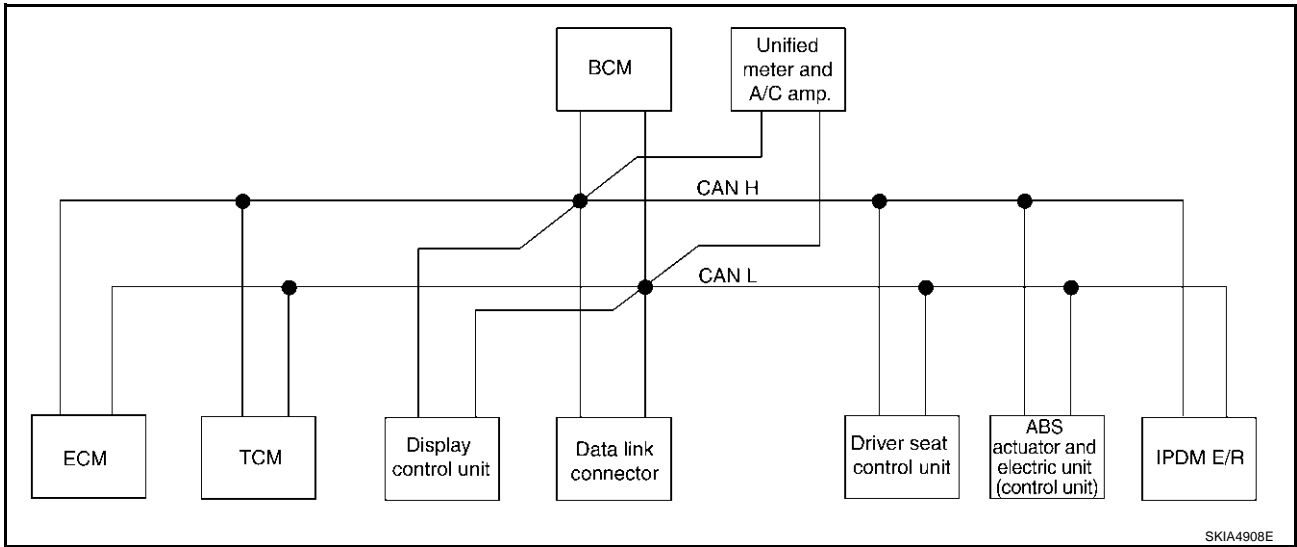 BCM
Unified
meter and
A/C amp.
CAN H
CAN L
ECM
TCM
Display
control unit
Data link
connector
Driver seat
control unit
ABS
actuator and
electric unit
(control unit)
IPDM E/R
SKIA4908E